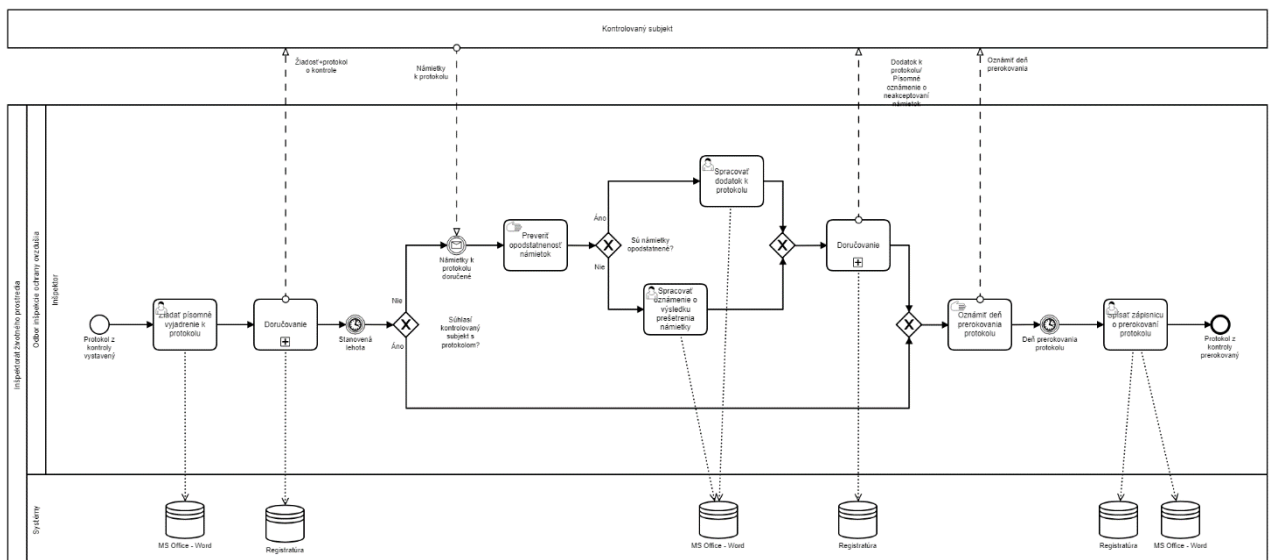 Kontrolovaný subjekt
Žiadosť+protokol
o kontrole
Námietky
k protokolu
Dodatok k
protokolu/
Písomné
oznámenie o
neakceptovaní
námietok
Oznámiť deň
prerokovania
Inšpektorát životného prostredia
Odbor inšpekcie ochrany ovzdušia
Inšpektor
Protokol z
kontroly
vystavený
Žiadať písomné
vyjadrenie k
protokolu
Doručovanie
Stanovená
lehota
Nie
Áno
Súhlasí
kontrolovaný
subjekt s
protokolom?
Námietky k
protokolu
doručené
Preveriť
opodstatnenosť
námietok
Áno
Nie
Sú námietky
opodstatnené?
Spracovať
dodatok k
protokolu
Spracovať
oznámenie o
výsledku
prešetrenia
námietky
Doručovanie
Oznámiť deň
prerokovania
protokolu
Deň prerokovania
protokolu
Spísať zápisnicu
o prerokovaní
protokolu
Protokol z
kontroly
prerokovaný
Systémy
MS Office - Word
Registratúra
MS Office - Word
Registratúra
Registratúra
MS Office - Word